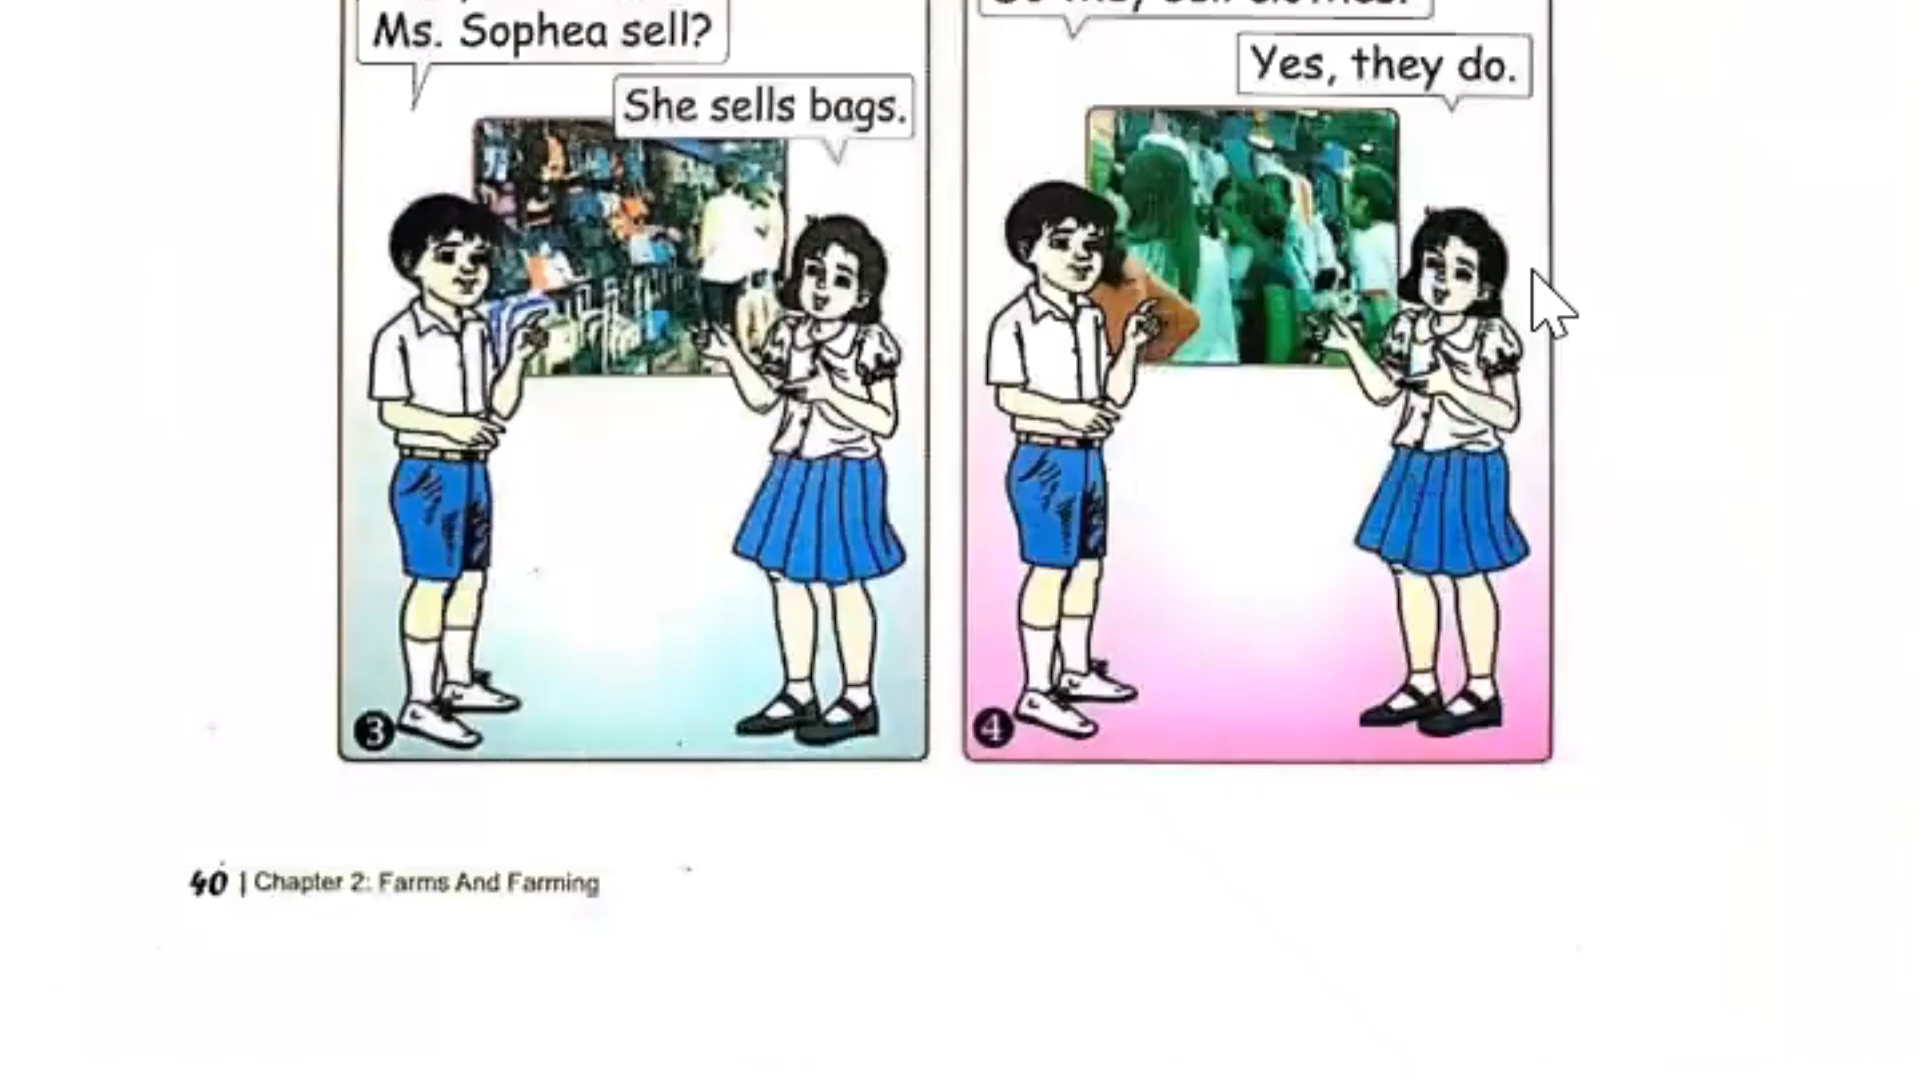 Ms. Sophea sell?
She sells bags.
3
Yes, they do.
4
40 | Chapter 2: Farms And Farming